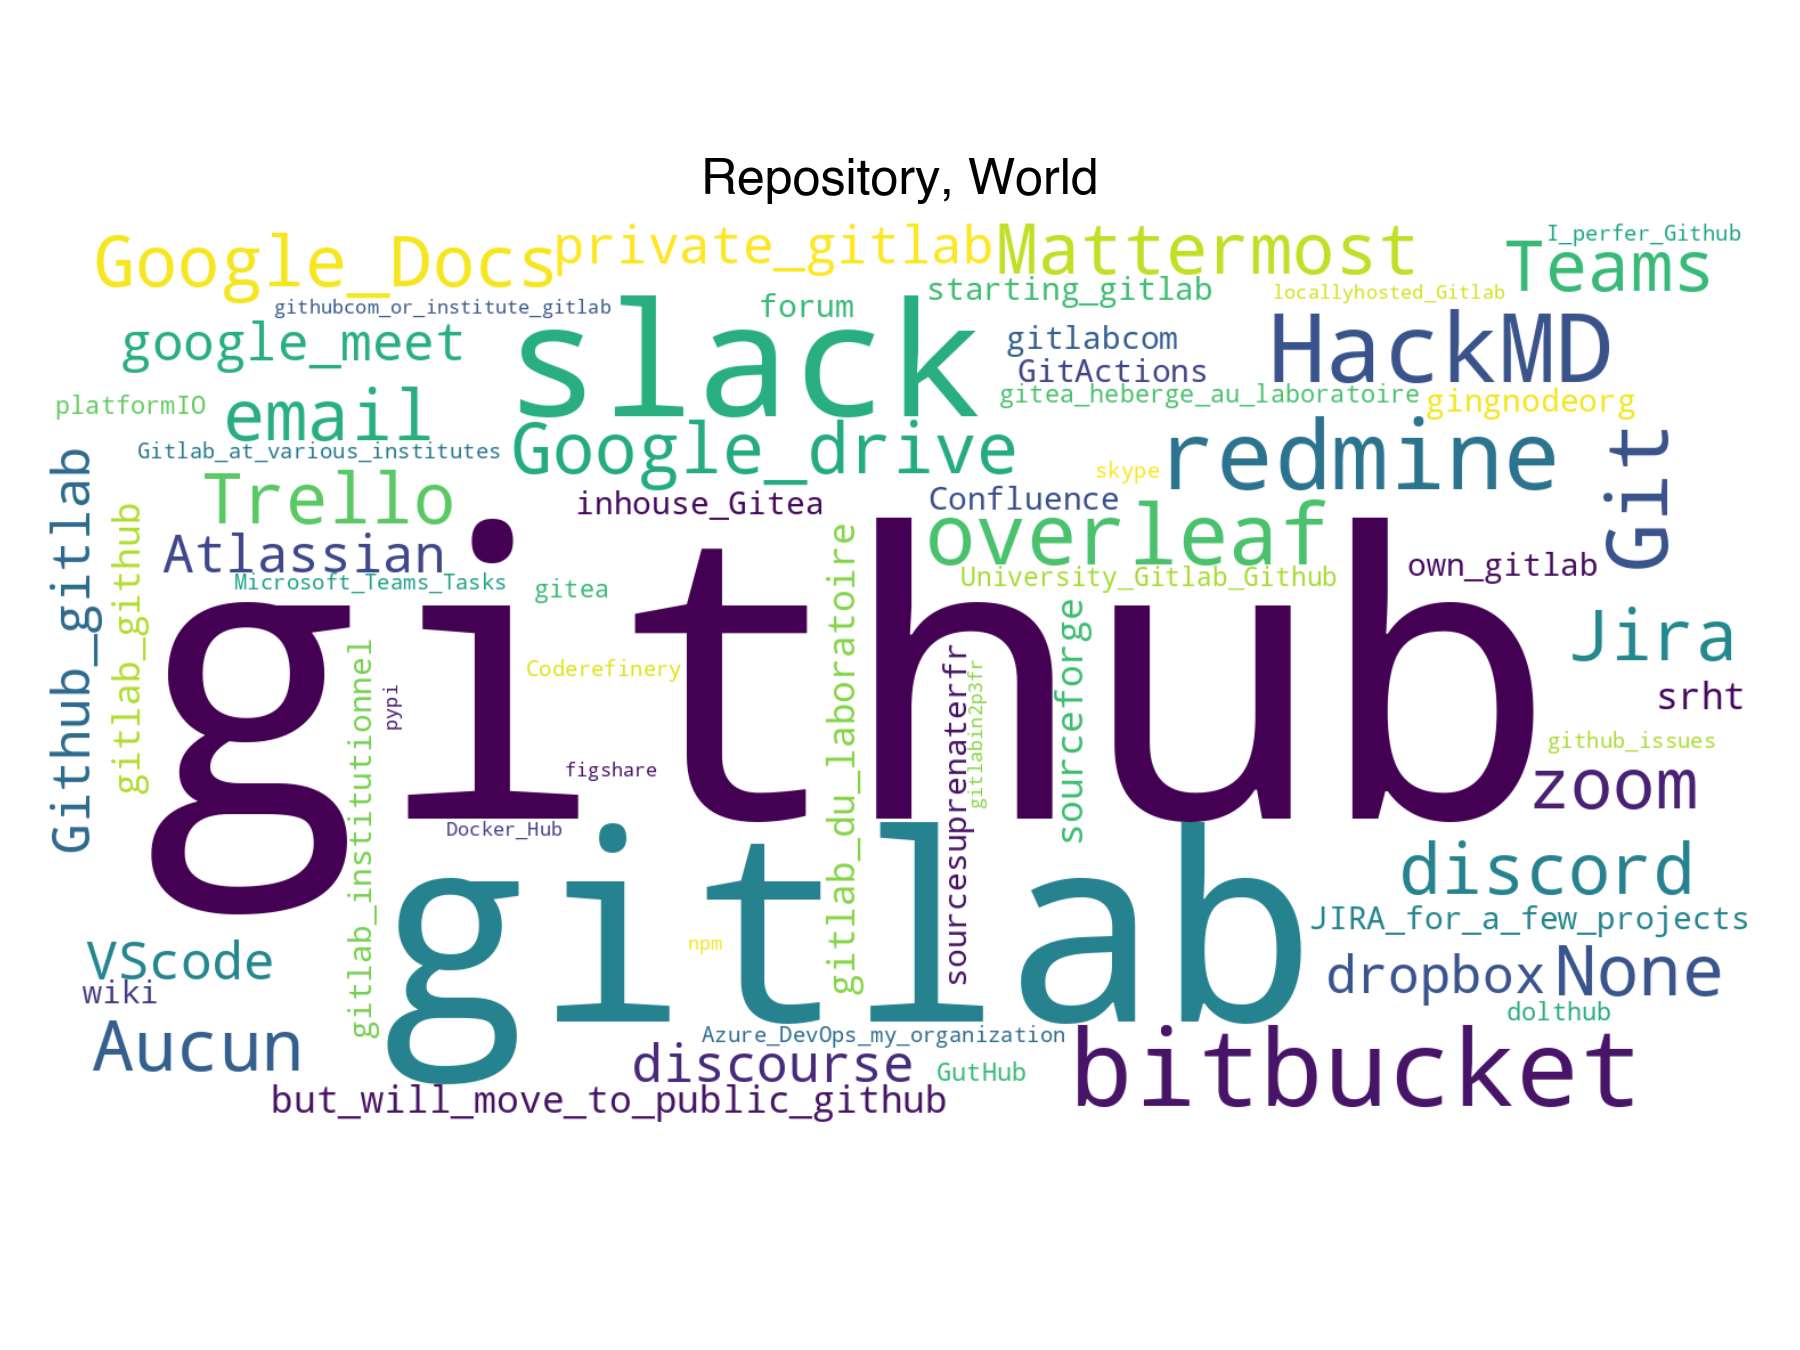 Repository, World
Google_Docs
private_gitlab
Mattermost
I_perfer_Github
Teams
githubcom_or_institute_gitlab
slack
forum
starting_gitlab
locallyhosted_Gitlab
google_meet
gitlabcom
HackMD
GitActions
platformIO
email
gitea_heberge_au_laboratoire
gingnodeorg
Gitlab_at_various_institutes
Google_drive
skype
redmine
Git
Github_gitlab
gitlab_github
Trello
inhouse_Gitea
Confluence
overleaf
Atlassian
Microsoft_Teams_Tasks
gitea
University_Gitlab_Github
own_gitlab
github
Jira
Coderefinery
pypi
gitlab_institutionnel
gitlab_du_laboratoire
sourcesuprenaterfr
gitlabin2p3fr
sourceforge
srht
github_issues
figshare
zoom
Docker_Hub
gitlab
discord
JIRA_for_a_few_projects
VScode
npm
wiki
dropbox
None
dolthub
Aucun
Azure_DevOps_my_organization
discourse
GutHub
bitbucket
but_will_move_to_public_github